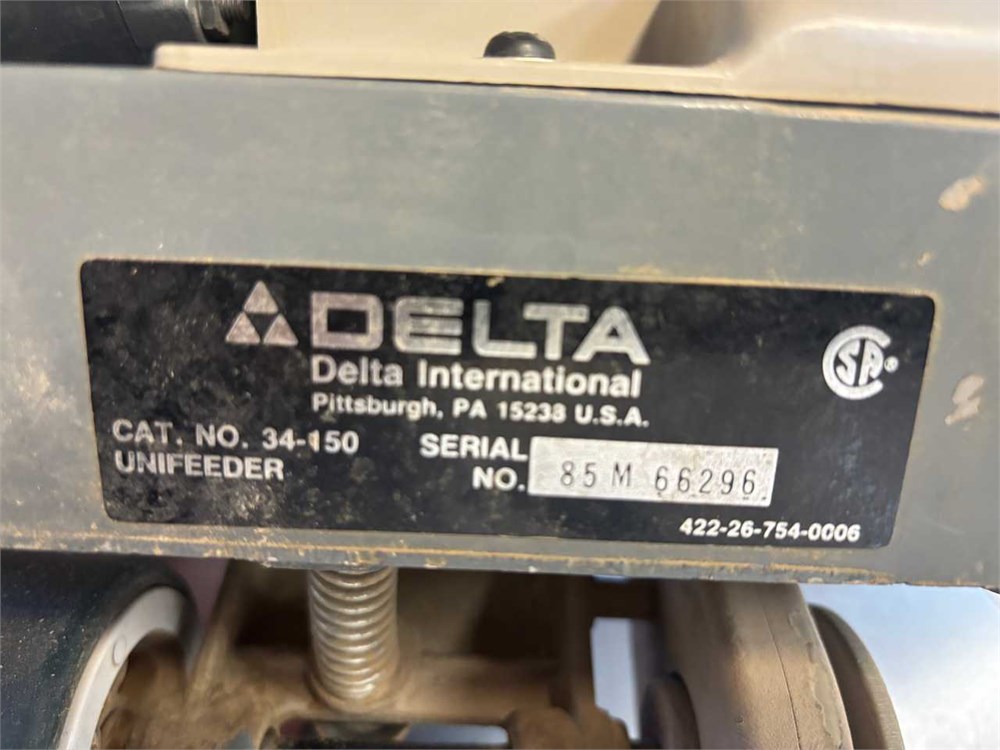 DELTA
Delta International
Pittsburgh, PA 15238 U.S.A.
CAT. NO. 34-150
UNIFEEDER
SERIAL
NO. 85 M 66296
422-26-754-0006
SA®